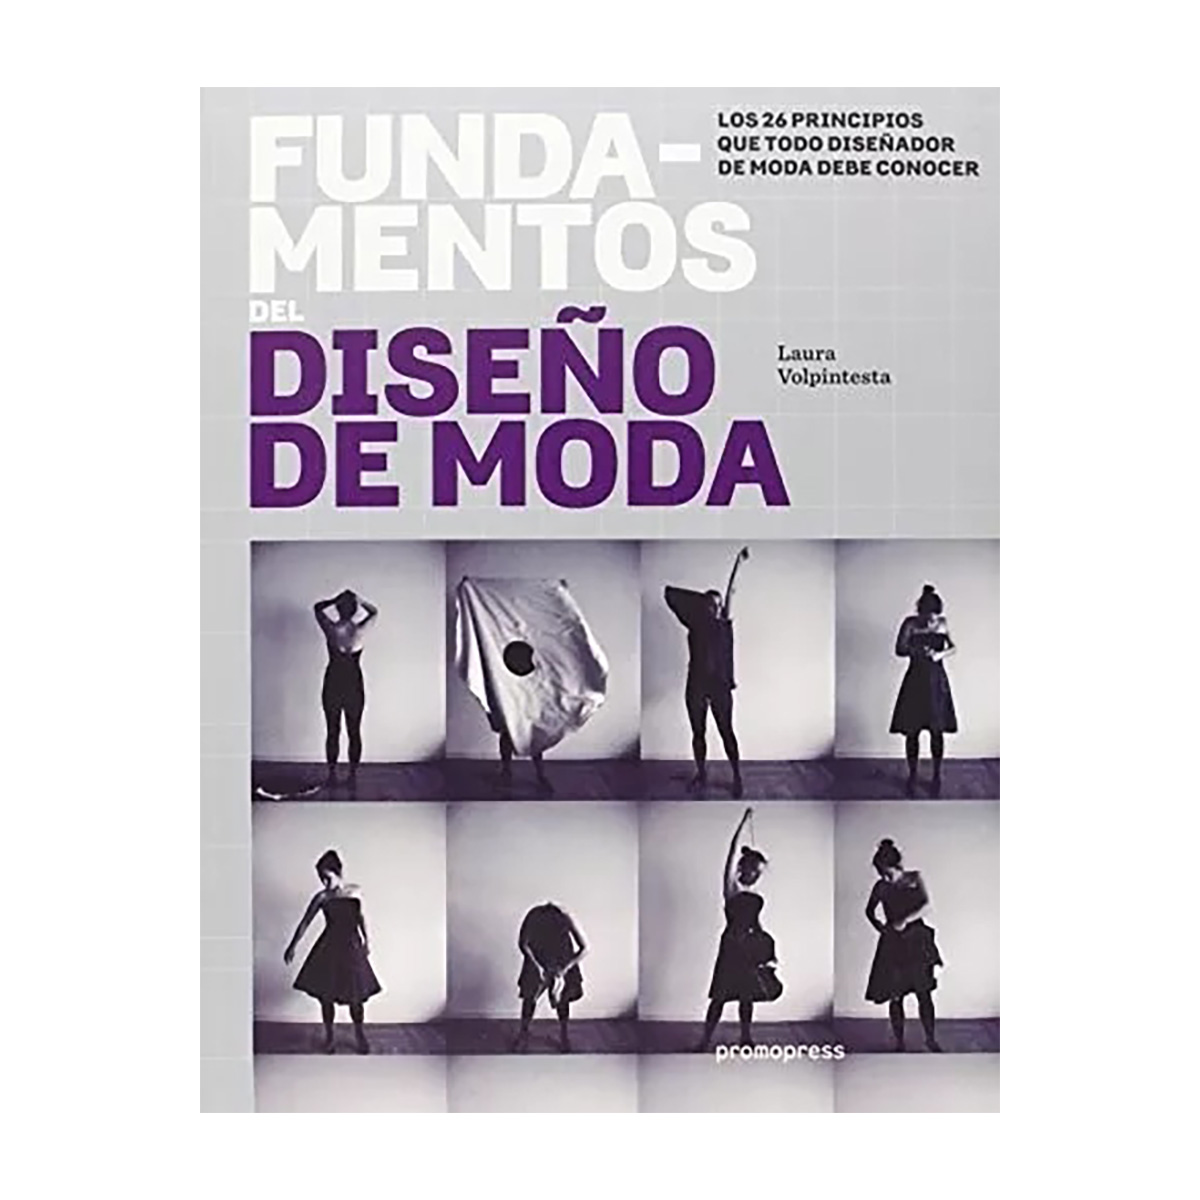 FUNDA-
MENTOS
DEL
DISEÑO
DE MODA
LOS 26 PRINCIPIOS
QUE TODO DISEÑADOR
DE MODA DEBE CONOCER
Laura
Volpintesta
promopress